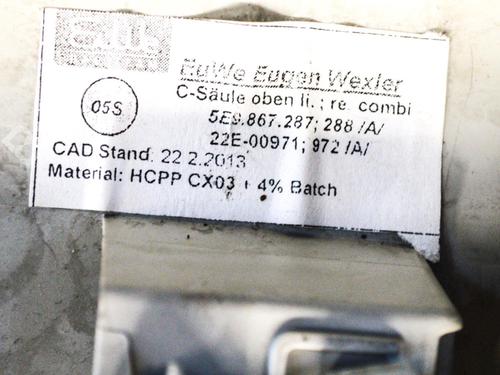 EuWe Eugen Wexler
C-Säule oben li. ; re. combi
05S
5E9.867.287; 288 /A/
22E-00971; 972 /A/
CAD Stand: 22.2.2013
Material: HCPP CX03 + 4% Batch